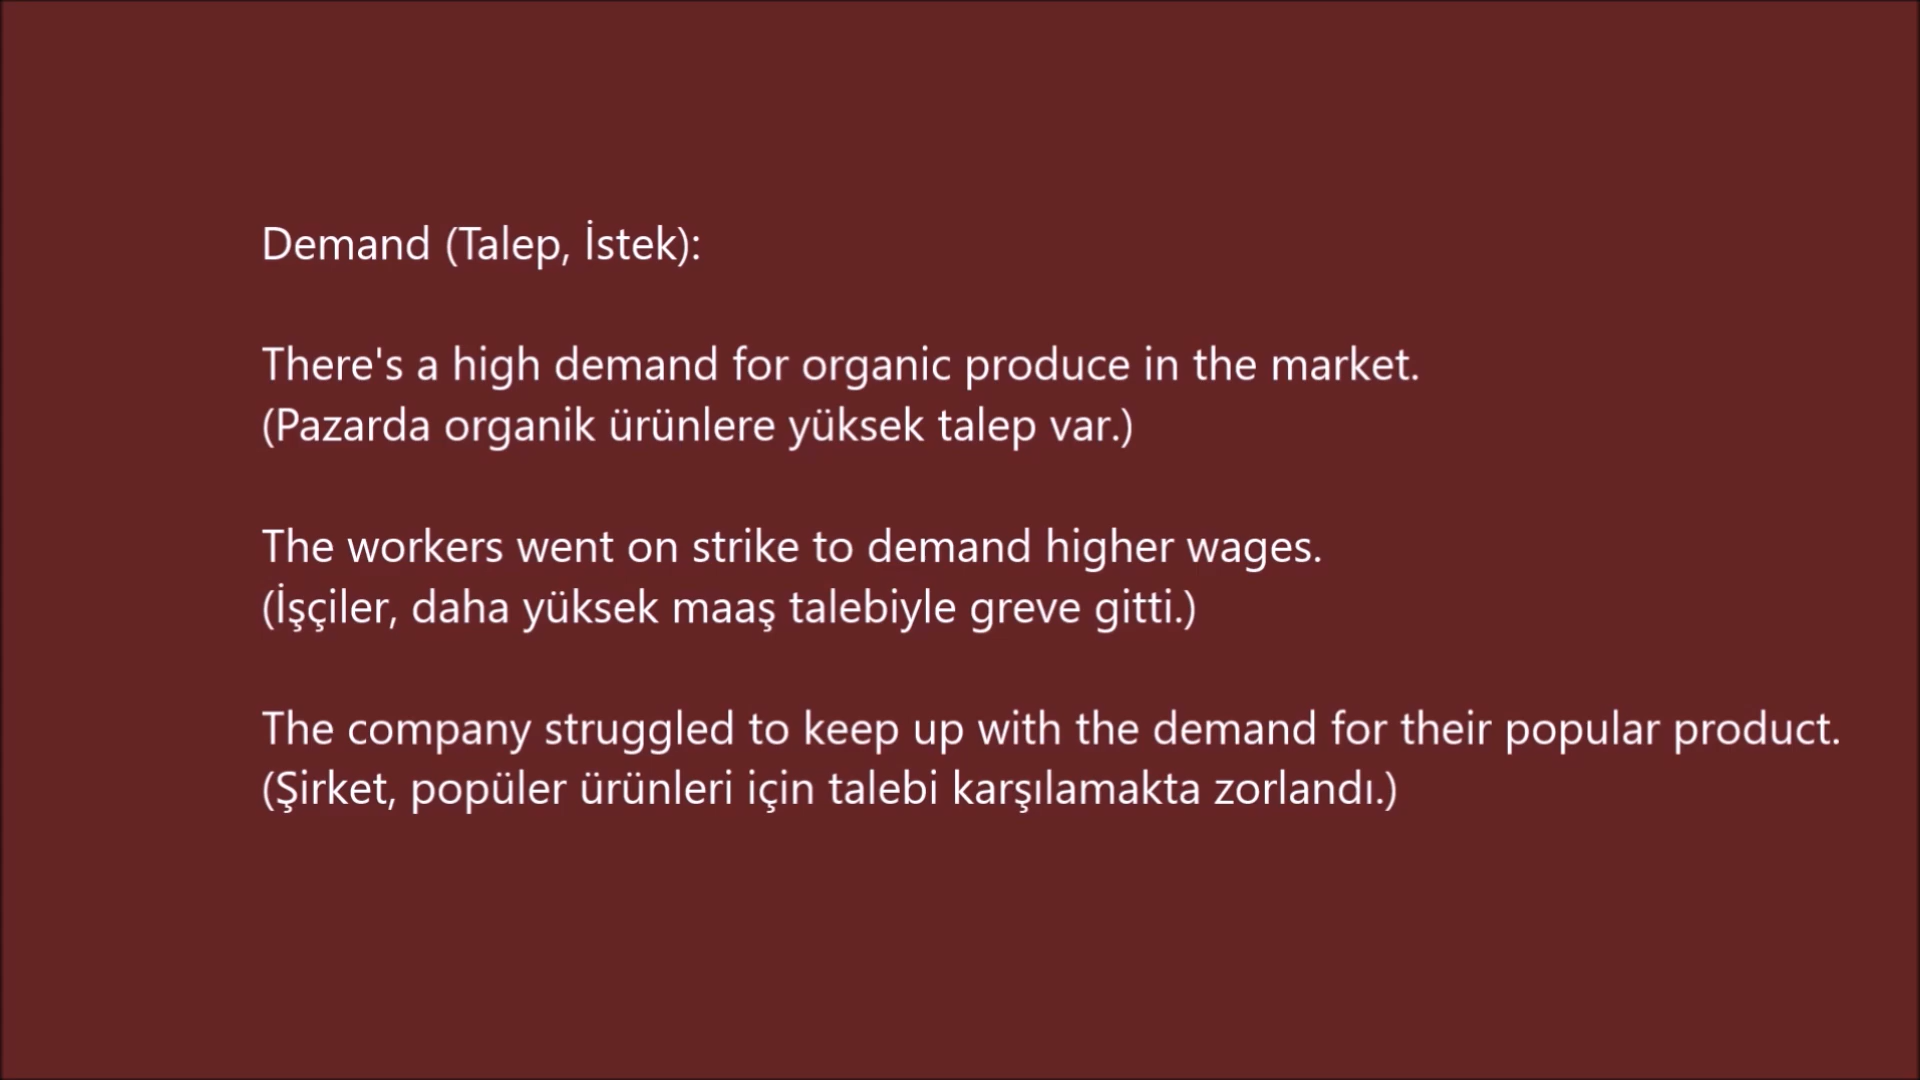 Demand (Talep, İstek):
There's a high demand for organic produce in the market.
(Pazarda organik ürünlere yüksek talep var.)
The workers went on strike to demand higher wages.
(İşçiler, daha yüksek maaş talebiyle greve gitti.)
The company struggled to keep up with the demand for their popular product.
(Şirket, popüler ürünleri için talebi karşılamakta zorlandı.)